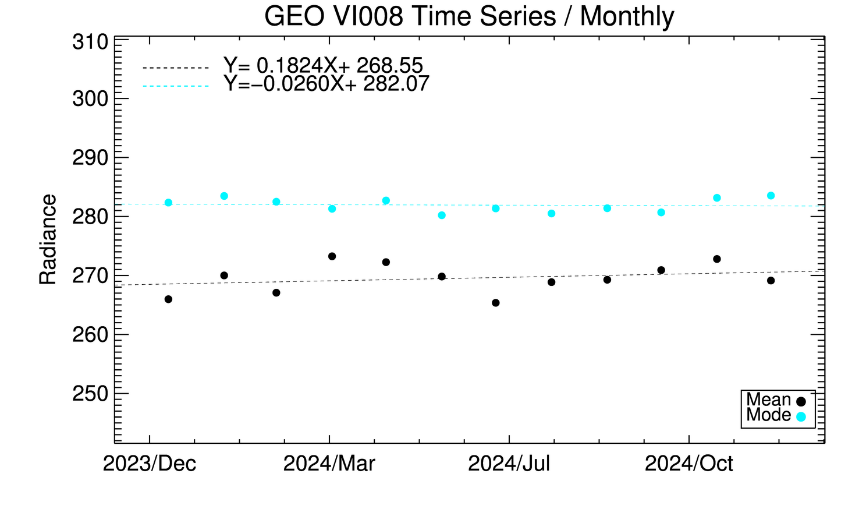 GEO VI008 Time Series / Monthly
Y= 0.1824X+ 268.55
Y=−0.0260X+ 282.07
310
300
290
280
270
260
250
Radiance
Mean
Mode
2023/Dec 2024/Mar 2024/Jul 2024/Oct